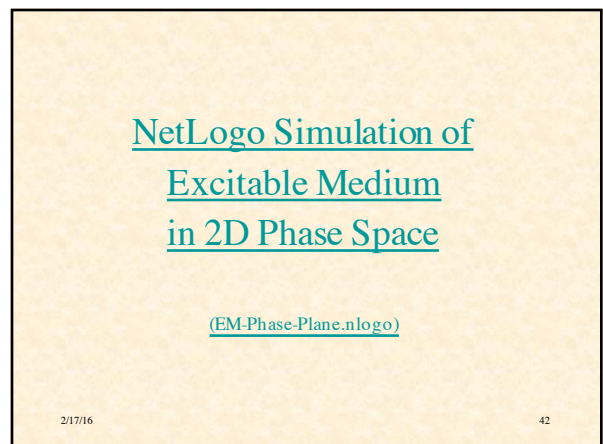 NetLogo Simulation of
Excitable Medium
in 2D Phase Space
(EM-Phase-Plane.nlogo)
2/17/16 42